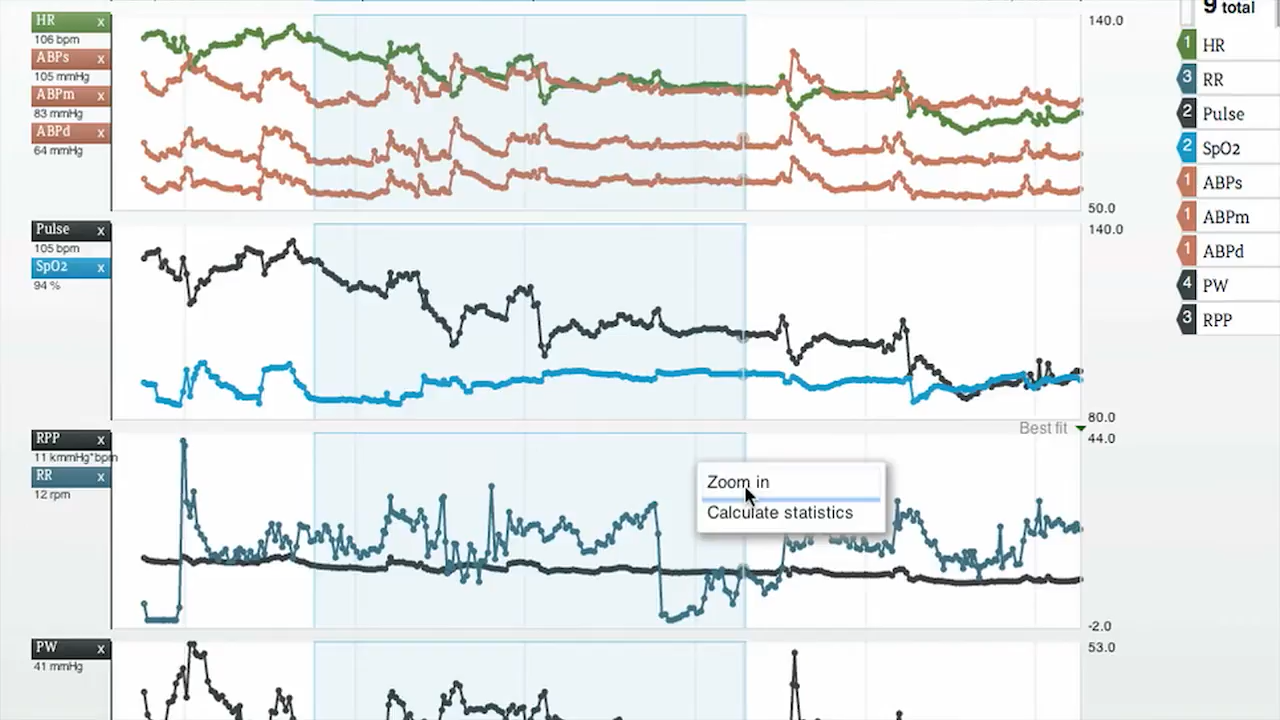 HR x
106 bpm
ABPs x
105 mmHg
ABPm x
83 mmHg
ABPd x
64 mmHg
140.0
50.0
Pulse x
105 bpm
SpO2 x
94 %
140.0
80.0
Best fit
RPP x
11 kmmHg*bpm
RR x
12 rpm
44.0
-2.0
Zoom in
Calculate statistics
PW x
41 mmHg
53.0
9 total
1 HR
3 RR
2 Pulse
2 SpO2
1 ABPs
1 ABPm
1 ABPd
4 PW
3 RPP